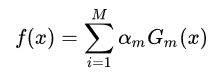 f(x) = \sum_{i=1}^{M} \alpha_m G_m(x)